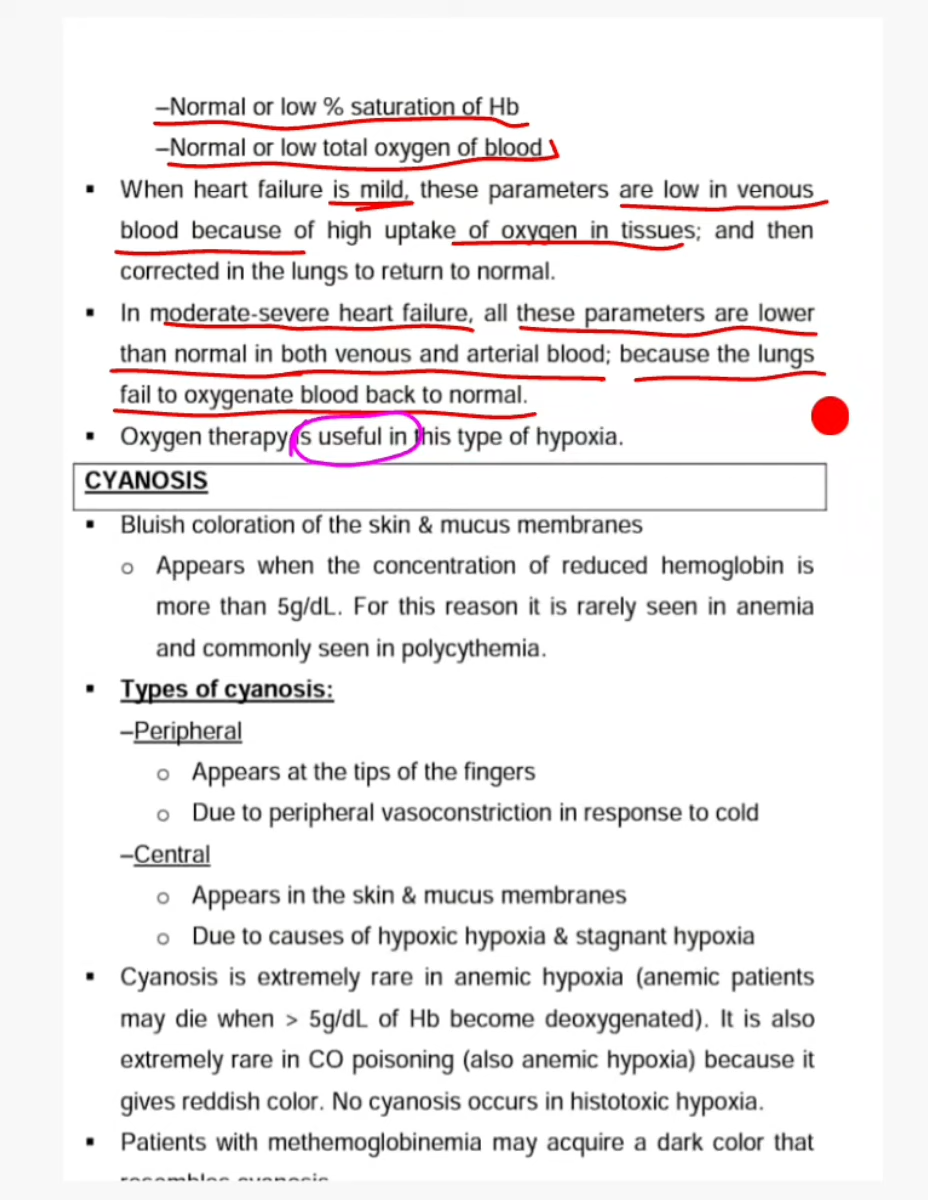 –Normal or low % saturation of Hb
–Normal or low total oxygen of blood
▪ When heart failure is mild, these parameters are low in venous
blood because of high uptake of oxygen in tissues; and then
corrected in the lungs to return to normal.
▪ In moderate-severe heart failure, all these parameters are lower
than normal in both venous and arterial blood; because the lungs
fail to oxygenate blood back to normal.
▪ Oxygen therapy is useful in this type of hypoxia.
CYANOSIS
▪ Bluish coloration of the skin & mucus membranes
o Appears when the concentration of reduced hemoglobin is
more than 5g/dL. For this reason it is rarely seen in anemia
and commonly seen in polycythemia.
▪ Types of cyanosis:
–Peripheral
o Appears at the tips of the fingers
o Due to peripheral vasoconstriction in response to cold
–Central
o Appears in the skin & mucus membranes
o Due to causes of hypoxic hypoxia & stagnant hypoxia
▪ Cyanosis is extremely rare in anemic hypoxia (anemic patients
may die when > 5g/dL of Hb become deoxygenated). It is also
extremely rare in CO poisoning (also anemic hypoxia) because it
gives reddish color. No cyanosis occurs in histotoxic hypoxia.
▪ Patients with methemoglobinemia may acquire a dark color that
resembles cyanosis